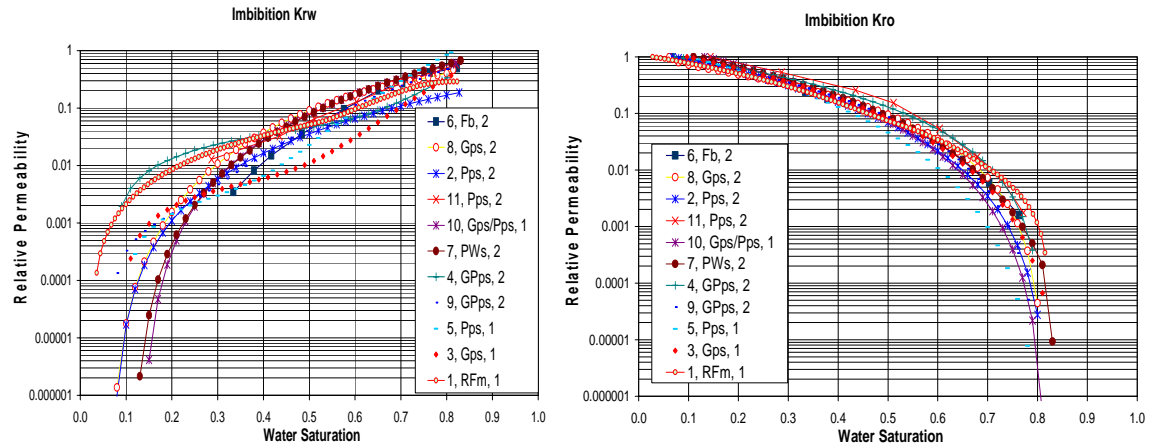 Imbibition Krw
Relative Permeability
1
0.1
0.01
0.001
0.0001
0.00001
0.000001
0.0 0.1 0.2 0.3 0.4 0.5 0.6 0.7 0.8 0.9 1.0
Water Saturation
6, Fb, 2
8, Gps, 2
2, Pps, 2
11, Pps, 2
10, Gps/Pps, 1
7, PWs, 2
4, GPps, 2
9, GPps, 2
5, Pps, 1
3, Gps, 1
1, RFm, 1
Imbibition Kro
Relative Permeability
1
0.1
0.01
0.001
0.0001
0.00001
0.000001
0.0 0.1 0.2 0.3 0.4 0.5 0.6 0.7 0.8 0.9 1.0
Water Saturation
6, Fb, 2
8, Gps, 2
2, Pps, 2
11, Pps, 2
10, Gps/Pps, 1
7, PWs, 2
4, GPps, 2
9, GPps, 2
5, Pps, 1
3, Gps, 1
1, RFm, 1